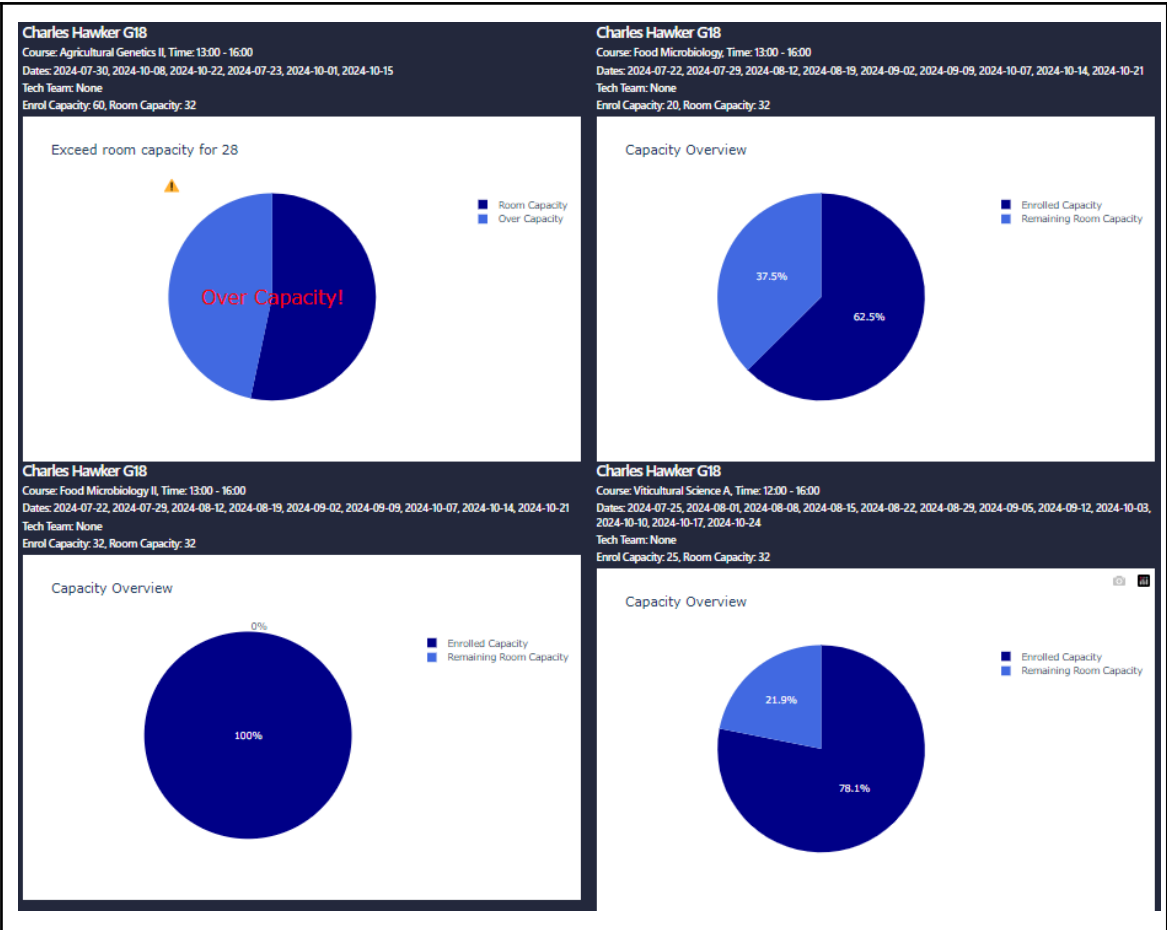 Charles Hawker G18
Course: Agricultural Genetics II, Time: 13:00 - 16:00
Dates: 2024-07-30, 2024-10-08, 2024-10-22, 2024-07-23, 2024-10-01, 2024-10-15
Tech Team: None
Enrol Capacity: 60, Room Capacity: 32
Exceed room capacity for 28
Room Capacity
Over Capacity
Over Capacity!
Charles Hawker G18
Course: Food Microbiology, Time: 13:00 - 16:00
Dates: 2024-07-22, 2024-07-29, 2024-08-12, 2024-08-19, 2024-09-02, 2024-09-09, 2024-10-07, 2024-10-14, 2024-10-21
Tech Team: None
Enrol Capacity: 20, Room Capacity: 32
Capacity Overview
Enrolled Capacity
Remaining Room Capacity
37.5%
62.5%
Charles Hawker G18
Course: Food Microbiology II, Time: 13:00 - 16:00
Dates: 2024-07-22, 2024-07-29, 2024-08-12, 2024-08-19, 2024-09-02, 2024-09-09, 2024-10-07, 2024-10-14, 2024-10-21
Tech Team: None
Enrol Capacity: 32, Room Capacity: 32
Capacity Overview
0%
Enrolled Capacity
Remaining Room Capacity
100%
Charles Hawker G18
Course: Viticultural Science A, Time: 12:00 - 16:00
Dates: 2024-07-25, 2024-08-01, 2024-08-08, 2024-08-15, 2024-08-22, 2024-08-29, 2024-09-05, 2024-09-12, 2024-10-03,
2024-10-10, 2024-10-17, 2024-10-24
Tech Team: None
Enrol Capacity: 25, Room Capacity: 32
Capacity Overview
Enrolled Capacity
Remaining Room Capacity
21.9%
78.1%